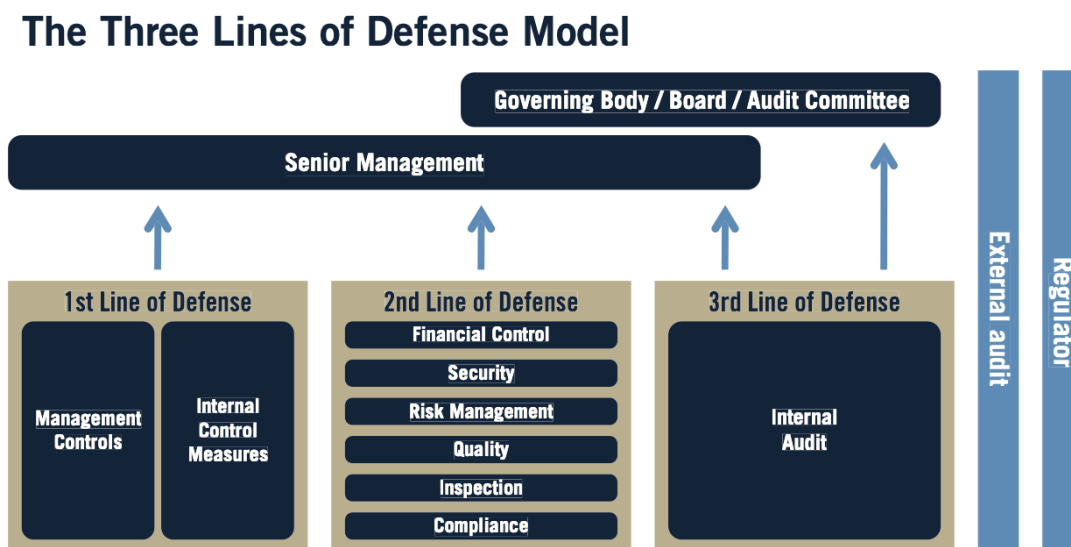 The Three Lines of Defense Model
Governing Body / Board / Audit Committee
Senior Management
1st Line of Defense
Management
Controls
Internal
Control
Measures
2nd Line of Defense
Financial Control
Security
Risk Management
Quality
Inspection
Compliance
3rd Line of Defense
Internal
Audit
External audit
Regulator